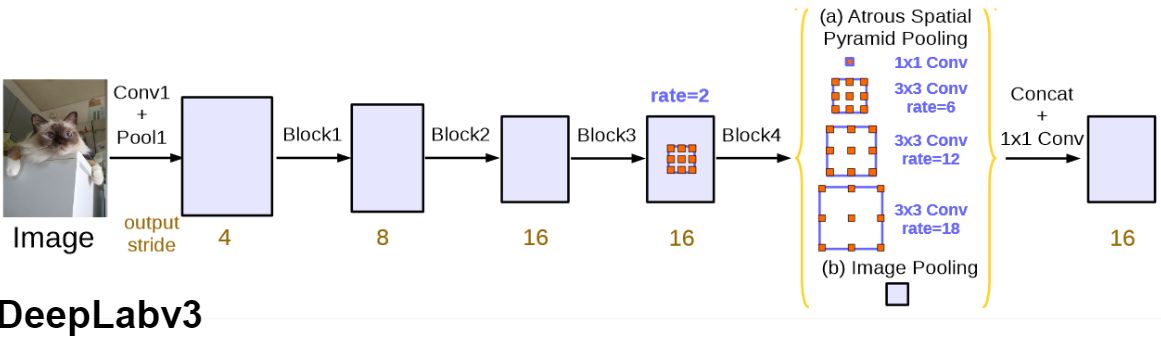 Image
Conv1
+
Pool1
output
stride
4
Block1
8
Block2
16
Block3
rate=2
16
Block4
(a) Atrous Spatial
Pyramid Pooling
1x1 Conv
3x3 Conv
rate=6
3x3 Conv
rate=12
3x3 Conv
rate=18
(b) Image Pooling
Concat
+
1x1 Conv
16
DeepLabv3